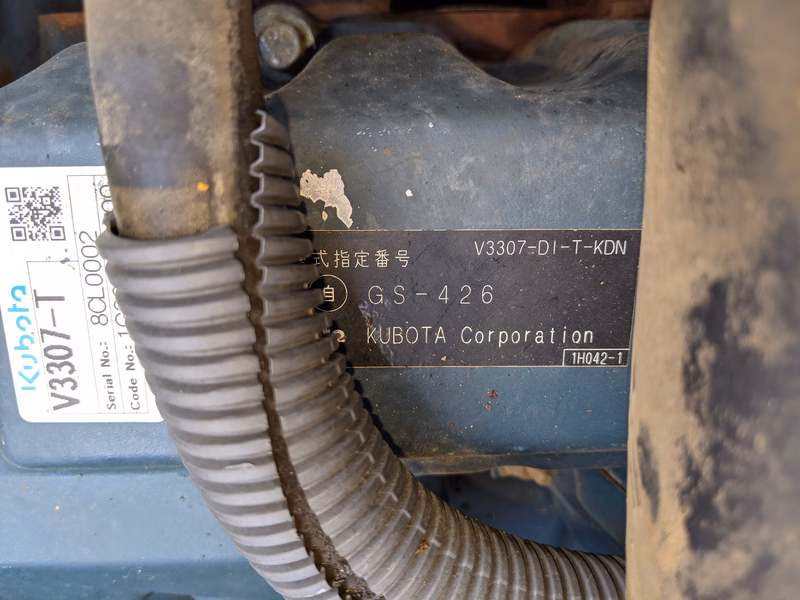 Kubota
V3307-T
Serial No.: 8CL0002
Code No.: 1G
式指定番号
V3307-DI-T-KDN
自 GS-426
KUBOTA Corporation
1H042-1